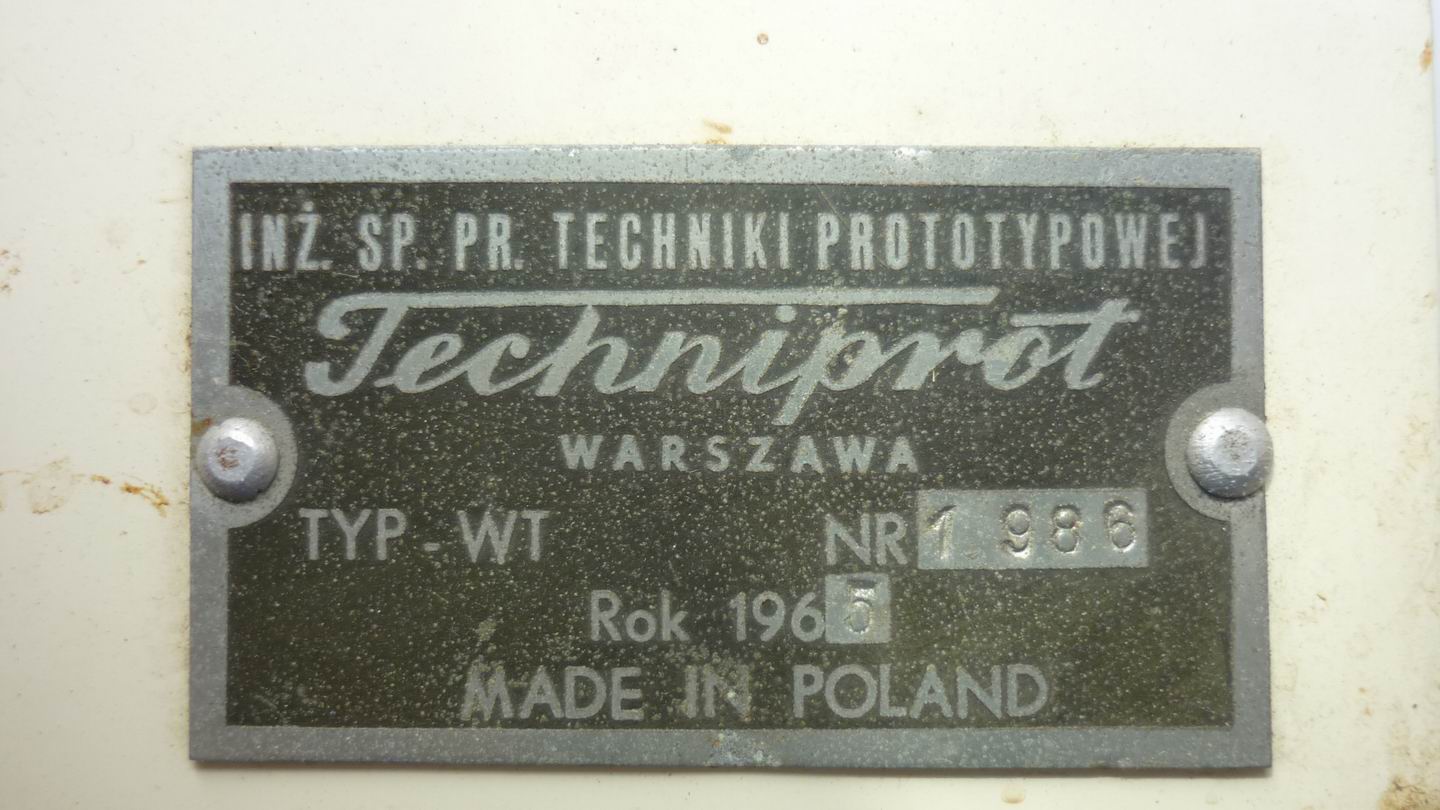 INŻ. SP. PR. TECHNIKI PROTOTYPOWEJ
Techniprot
WARSZAWA
TYP - WT NR 1.986
Rok 1965
MADE IN POLAND